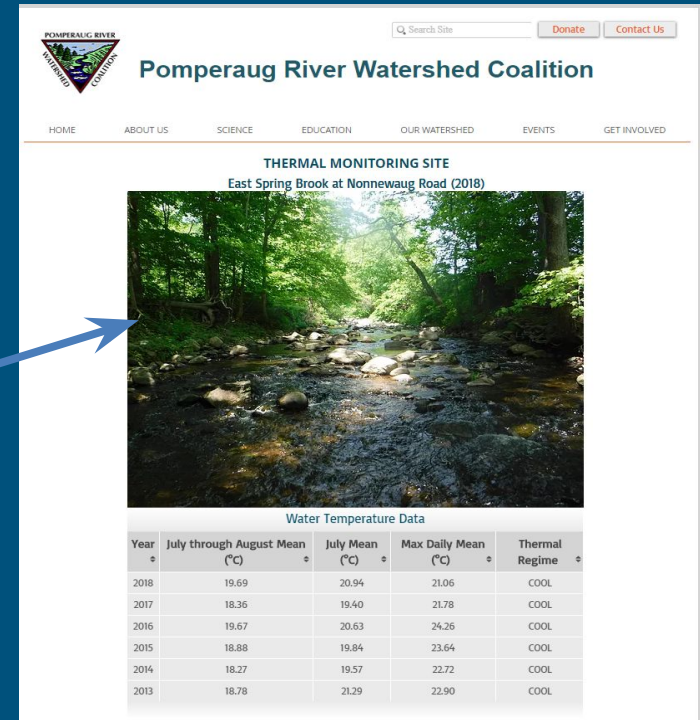 POMPERAUG RIVER
WATERSHED COALITION
Search Site
Donate
Contact Us
Pomperaug River Watershed Coalition
HOME ABOUT US SCIENCE EDUCATION OUR WATERSHED EVENTS GET INVOLVED
THERMAL MONITORING SITE
East Spring Brook at Nonnewaug Road (2018)
Water Temperature Data
Year July through August Mean (°C) July Mean (°C) Max Daily Mean (°C) Thermal Regime
2018 19.69 20.94 21.06 COOL
2017 18.36 19.40 21.78 COOL
2016 19.67 20.63 24.26 COOL
2015 18.88 19.84 23.64 COOL
2014 18.27 19.57 22.72 COOL
2013 18.78 21.29 22.90 COOL